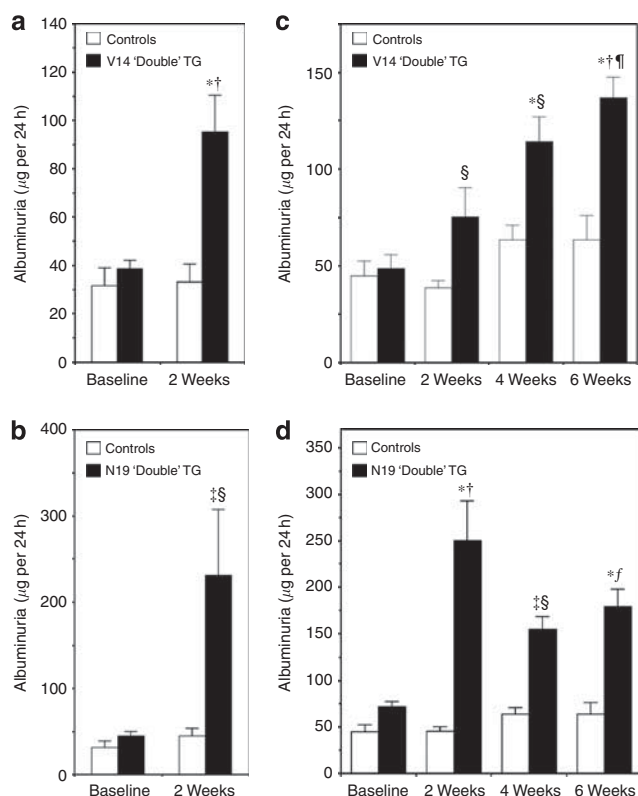 a
140
120
100
80
60
40
20
0
Albuminuria (μg per 24 h)
Controls
V14 ‘Double’ TG
*†
Baseline 2 Weeks
c
150
100
50
0
Albuminuria (μg per 24 h)
Controls
V14 ‘Double’ TG
§
*§
*†¶
Baseline 2 Weeks 4 Weeks 6 Weeks
b
400
300
200
100
00
Albuminuria (μg per 24 h)
Controls
N19 ‘Double’ TG
‡§
Baseline 2 Weeks
d
350
300
250
200
150
100
50
0
Albuminuria (μg per 24 h)
Controls
N19 ‘Double’ TG
*†
‡§
*f
Baseline 2 Weeks 4 Weeks 6 Weeks